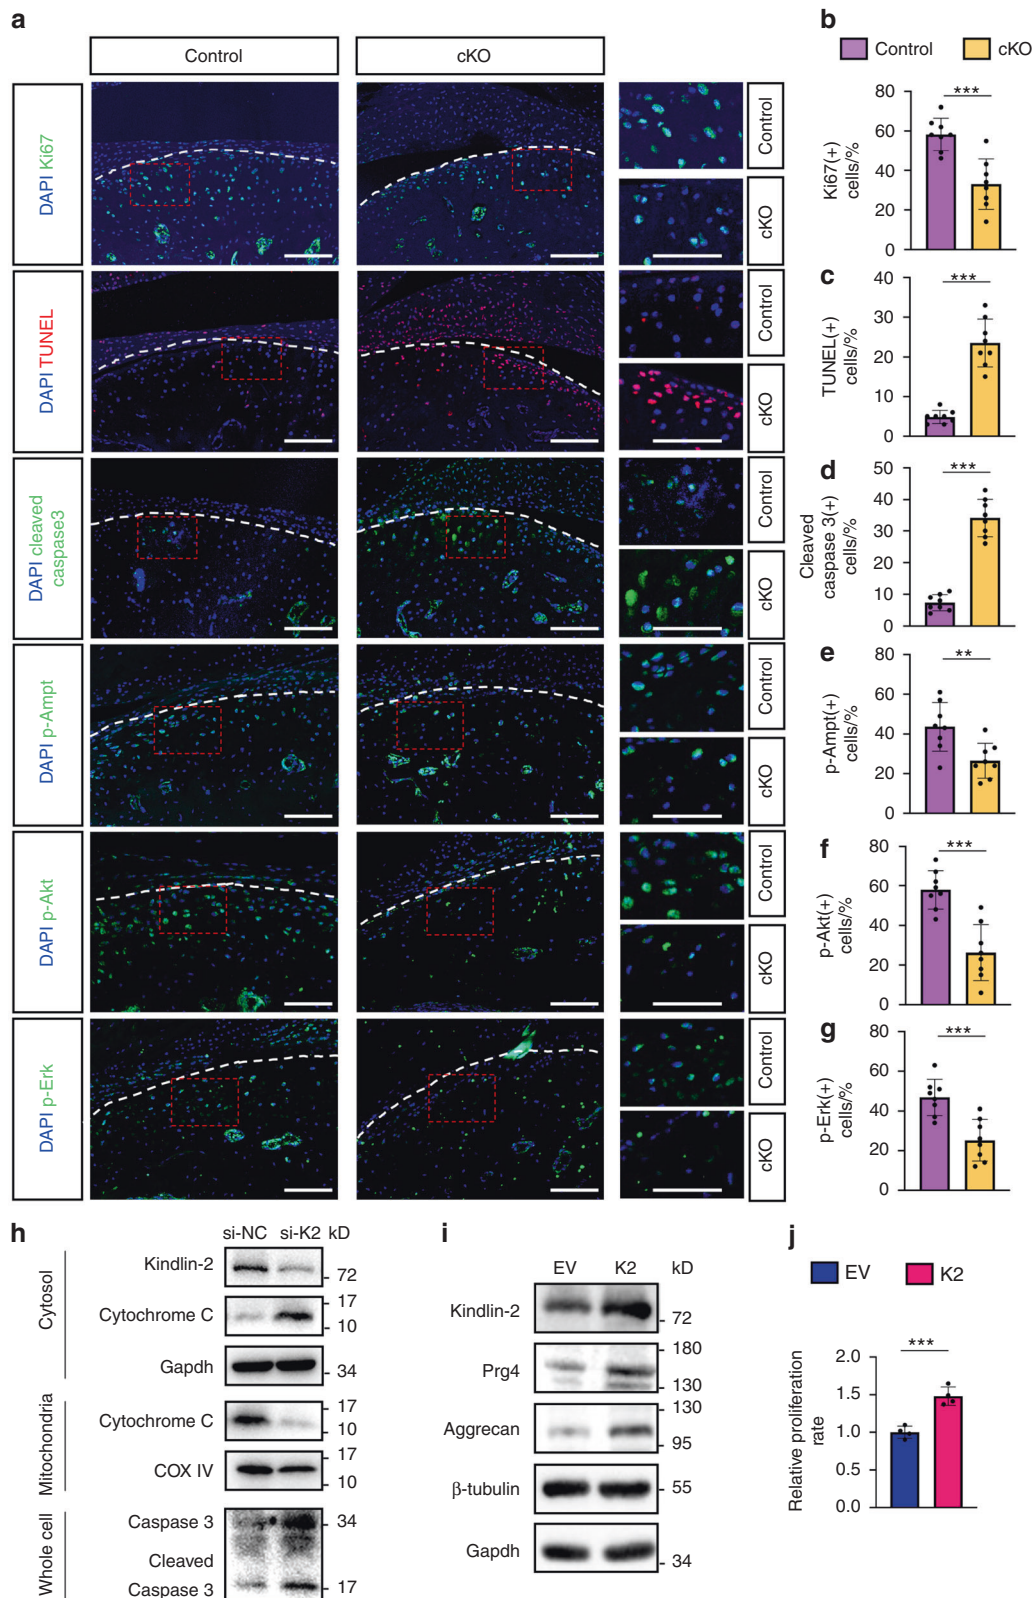 a
Control
cKO
DAPI Ki67
Control
cKO
DAPI TUNEL
Control
cKO
DAPI cleaved
caspase3
Control
cKO
DAPI p-Ampt
Control
cKO
DAPI p-Akt
Control
cKO
DAPI p-Erk
Control
cKO
b
Control
cKO
***
Ki67(+)
cells/%
80
60
40
20
0
c
***
TUNEL(+)
cells/%
40
30
20
10
0
d
***
Cleaved
caspase 3(+)
cells/%
50
40
30
20
10
0
e
**
p-Ampt(+)
cells/%
80
60
40
20
0
f
***
p-Akt(+)
cells/%
80
60
40
20
0
g
***
p-Erk(+)
cells/%
80
60
40
20
0
h
si-NC si-K2 kD
Cytosol
Kindlin-2
72
Cytochrome C
17
10
Gapdh
34
Mitochondria
Cytochrome C
17
10
COX IV
17
10
Whole cell
Caspase 3
34
Cleaved
Caspase 3
17
i
EV K2 kD
Kindlin-2
72
Prg4
180
130
Aggrecan
130
95
β-tubulin
55
Gapdh
34
j
EV
K2
***
Relative proliferation
rate
2.0
1.5
1.0
0.5
0.0